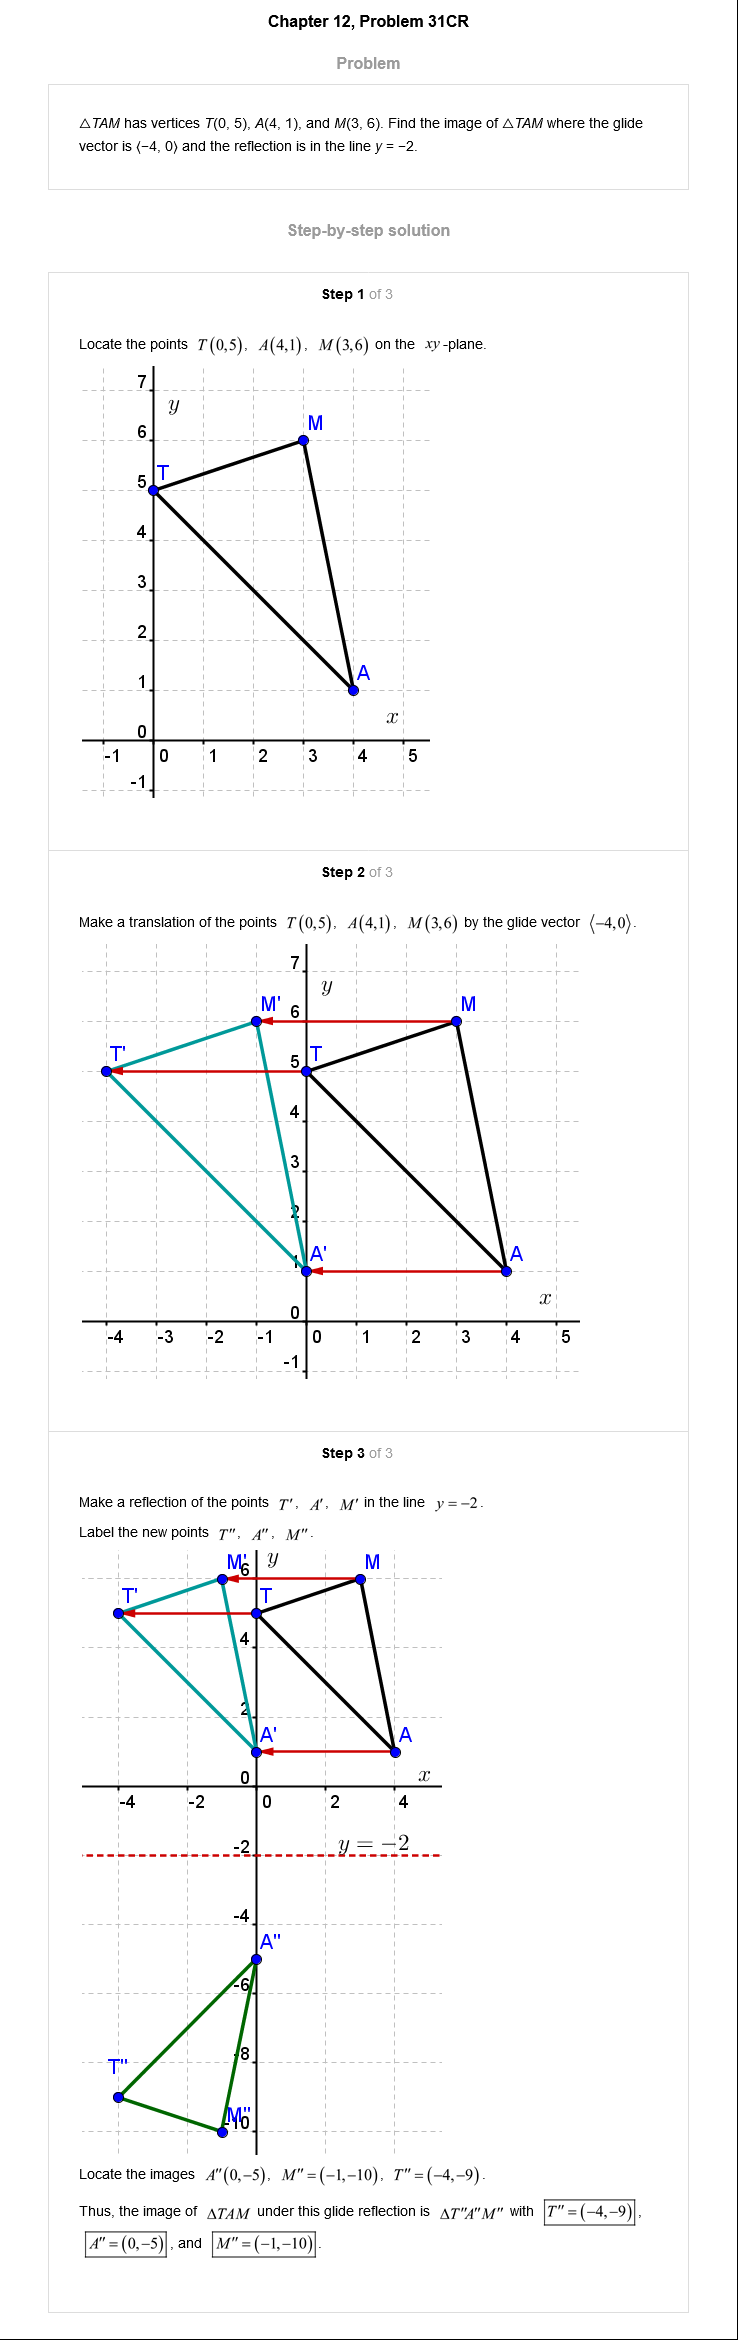 Chapter 12, Problem 31CR
Problem
△TAM has vertices T(0, 5), A(4, 1), and M(3, 6). Find the image of △TAM where the glide
vector is ⟨−4, 0⟩ and the reflection is in the line y = −2.
Step-by-step solution
Step 1 of 3
Locate the points T(0,5), A(4,1), M(3,6) on the xy-plane.
7
y
M
6
T
5
4
3
2
A
1
x
0
-1 0 1 2 3 4 5
-1
Step 2 of 3
Make a translation of the points T(0,5), A(4,1), M(3,6) by the glide vector ⟨−4,0⟩.
7
y
M' 6 M
T' 5 T
4
3
2
1 A' A
x
0
-4 -3 -2 -1 0 1 2 3 4 5
-1
Step 3 of 3
Make a reflection of the points T′, A′, M′ in the line y = −2.
Label the new points T″, A″, M″.
M' 6 y M
T' T
4
2
A' A
0 x
-4 -2 0 2 4
-2 y = −2
-4
A"
-6
-8
T"
M" -10
Locate the images A″(0,−5), M″=(−1,−10), T″=(−4,−9).
Thus, the image of ΔTAM under this glide reflection is ΔT″A″M″ with T″=(−4,−9),
A″=(0,−5), and M″=(−1,−10).